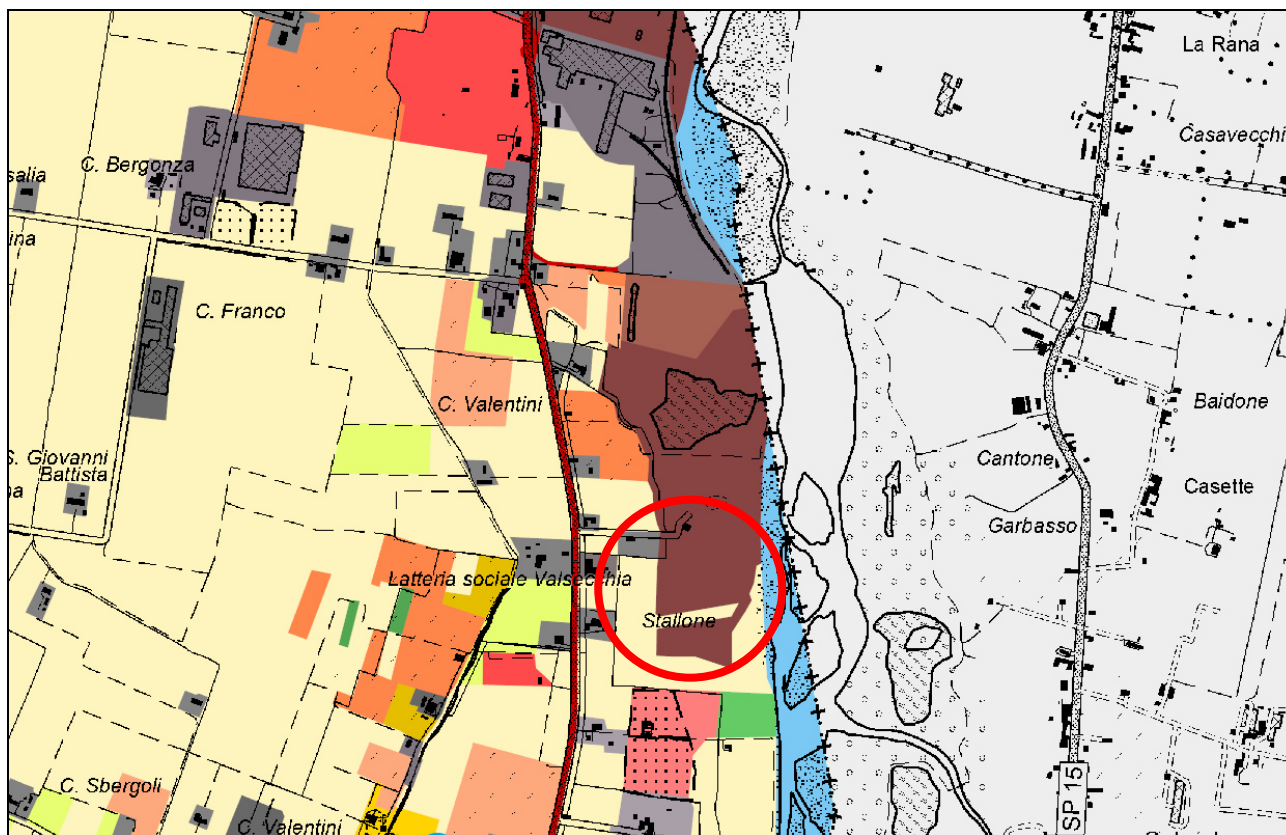 La Rana
Casavecchi
C. Bergonza
salia
ina
C. Franco
C. Valentini
Baidone
S. Giovanni
Battista
na
Cantone
Casette
Garbasso
Latteria sociale Valsecchia
Stallone
C. Sbergoli
C. Valentini
SP 15